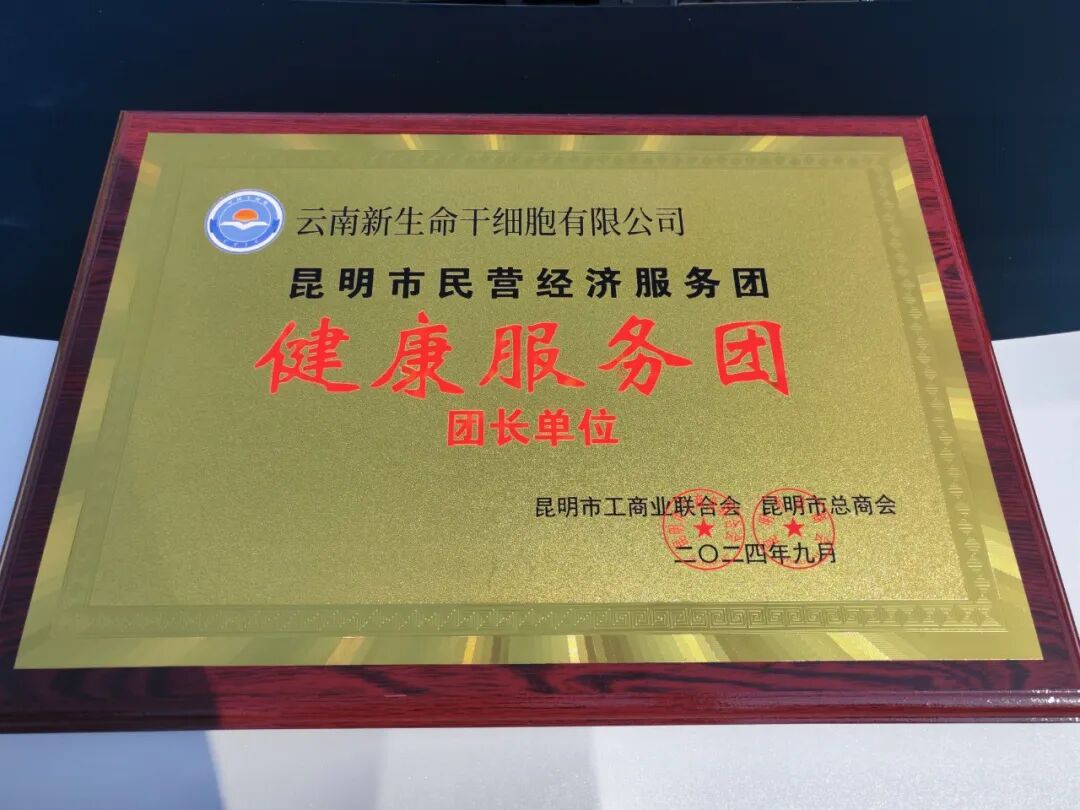 云南新生命干细胞有限公司
昆明市民营经济服务团
健康服务团
团长单位
昆明市工商业联合会 昆明市总商会
二〇二四年九月